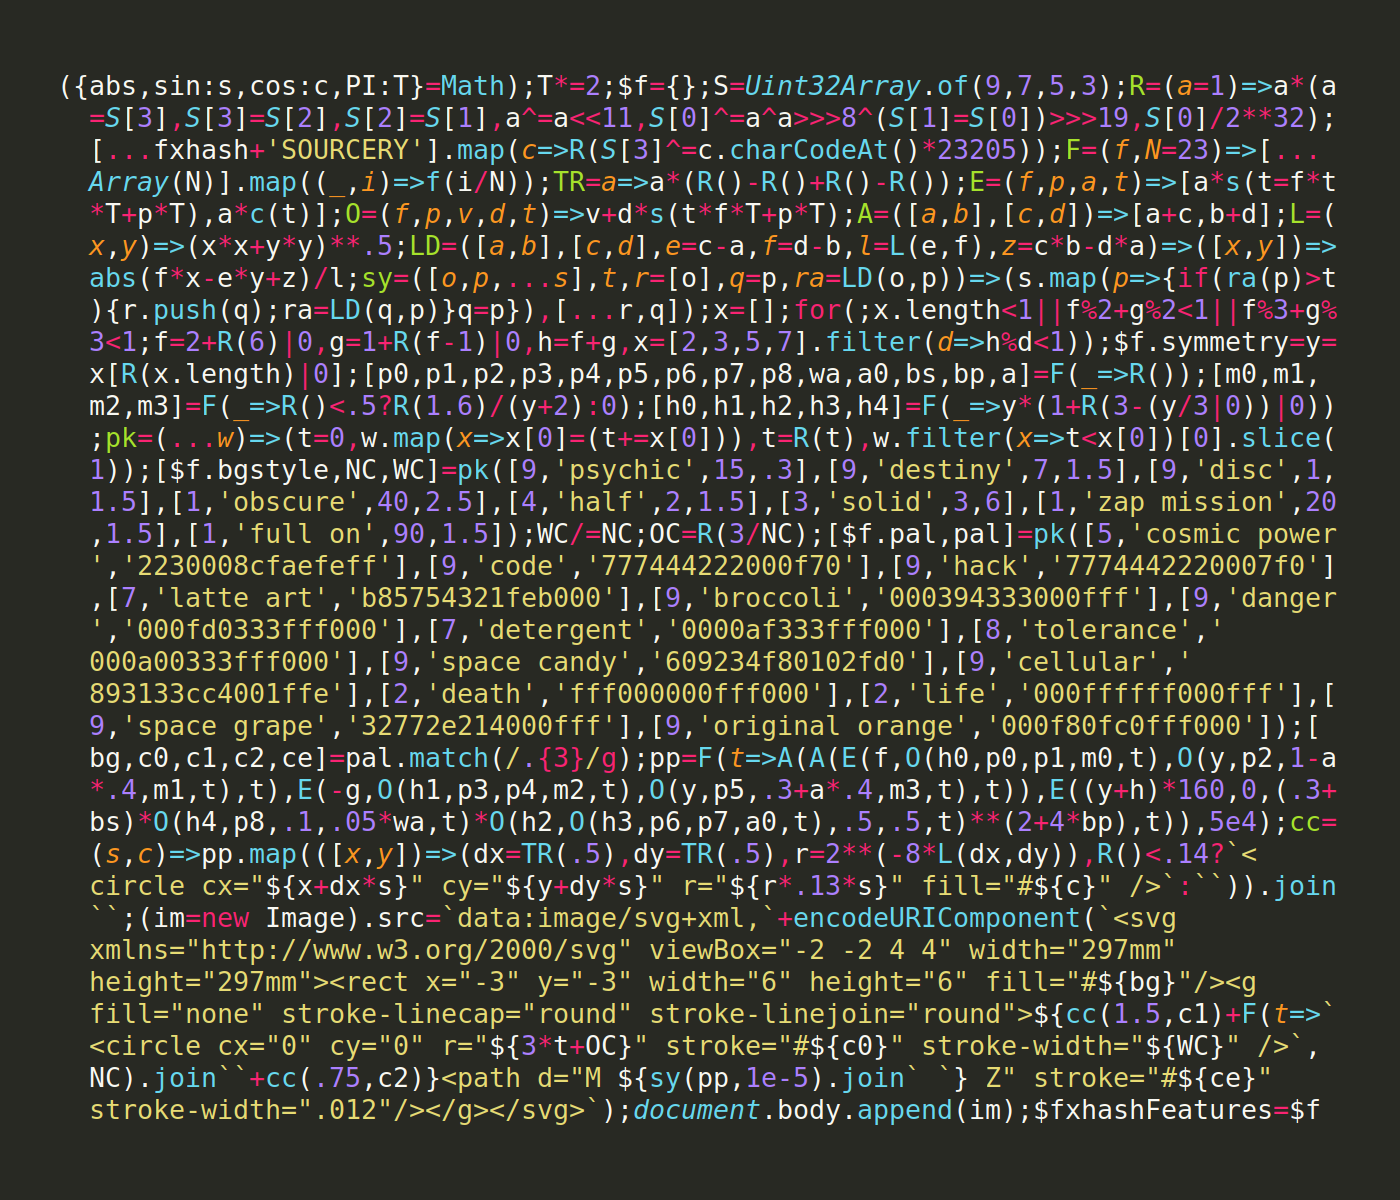 ({abs,sin:s,cos:c,PI:T}=Math);T*=2;$f={};S=Uint32Array.of(9,7,5,3);R=(a=1)=>a*(a
=S[3],S[3]=S[2],S[2]=S[1],a^=a<<11,S[0]^=a^a>>>8^(S[1]=S[0])>>>19,S[0]/2**32);
[...fxhash+'SOURCERY'].map(c=>R(S[3]^=c.charCodeAt()*23205));F=(f,N=23)=>[...
Array(N)].map((_,i)=>f(i/N));TR=a=>a*(R()-R()+R()-R());E=(f,p,a,t)=>[a*s(t=f*t
*T+p*T),a*c(t)];O=(f,p,v,d,t)=>v+d*s(t*f*T+p*T);A=([a,b],[c,d])=>[a+c,b+d];L=(
x,y)=>(x*x+y*y)**.5;LD=([a,b],[c,d],e=c-a,f=d-b,l=L(e,f),z=c*b-d*a)=>([x,y])=>
abs(f*x-e*y+z)/l;sy=([o,p,...s],t,r=[o],q=p,ra=LD(o,p))=>(s.map(p=>{if(ra(p)>t
){r.push(q);ra=LD(q,p)}q=p}),[...r,q]);x=[];for(;x.length<1||f%2+g%2<1||f%3+g%
3<1;f=2+R(6)|0,g=1+R(f-1)|0,h=f+g,x=[2,3,5,7].filter(d=>h%d<1));$f.symmetry=y=
x[R(x.length)|0];[p0,p1,p2,p3,p4,p5,p6,p7,p8,wa,a0,bs,bp,a]=F(_=>R());[m0,m1,
m2,m3]=F(_=>R()<.5?R(1.6)/(y+2):0);[h0,h1,h2,h3,h4]=F(_=>y*(1+R(3-(y/3|0))|0))
;pk=(...w)=>(t=0,w.map(x=>x[0]=(t+=x[0])),t=R(t),w.filter(x=>t<x[0])[0].slice(
1));[$f.bgstyle,NC,WC]=pk([9,'psychic',15,.3],[9,'destiny',7,1.5],[9,'disc',1,
1.5],[1,'obscure',40,2.5],[4,'half',2,1.5],[3,'solid',3,6],[1,'zap mission',20
,1.5],[1,'full on',90,1.5]);WC/=NC;OC=R(3/NC);[$f.pal,pal]=pk([5,'cosmic power
','2230008cfaefeff'],[9,'code','777444222000f70'],[9,'hack','7774442220007f0']
,[7,'latte art','b85754321feb000'],[9,'broccoli','000394333000fff'],[9,'danger
','000fd0333fff000'],[7,'detergent','0000af333fff000'],[8,'tolerance','
000a00333fff000'],[9,'space candy','609234f80102fd0'],[9,'cellular','
893133cc4001ffe'],[2,'death','fff000000fff000'],[2,'life','000ffffff000fff'],[
9,'space grape','32772e214000fff'],[9,'original orange','000f80fc0fff000']);[
bg,c0,c1,c2,ce]=pal.match(/.{3}/g);pp=F(t=>A(A(E(f,O(h0,p0,p1,m0,t),O(y,p2,1-a
*.4,m1,t),t),E(-g,O(h1,p3,p4,m2,t),O(y,p5,.3+a*.4,m3,t),t)),E((y+h)*160,0,(.3+
bs)*O(h4,p8,.1,.05*wa,t)*O(h2,O(h3,p6,p7,a0,t),.5,.5,t)**(2+4*bp),t)),5e4);cc=
(s,c)=>pp.map(([x,y])=>(dx=TR(.5),dy=TR(.5),r=2**(-8*L(dx,dy)),R()<.14?`<
circle cx="${x+dx*s}" cy="${y+dy*s}" r="${r*.13*s}" fill="#${c}" />`:``)).join
``;(im=new Image).src=`data:image/svg+xml,`+encodeURIComponent(`<svg
xmlns="http://www.w3.org/2000/svg" viewBox="-2 -2 4 4" width="297mm"
height="297mm"><rect x="-3" y="-3" width="6" height="6" fill="#${bg}"/><g
fill="none" stroke-linecap="round" stroke-linejoin="round">${cc(1.5,c1)+F(t=>`
<circle cx="0" cy="0" r="${3*t+OC}" stroke="#${c0}" stroke-width="${WC}" />`,
NC).join``+cc(.75,c2)}<path d="M ${sy(pp,1e-5).join` `} Z" stroke="#${ce}"
stroke-width=".012"/></g></svg>`);document.body.append(im);$fxhashFeatures=$f